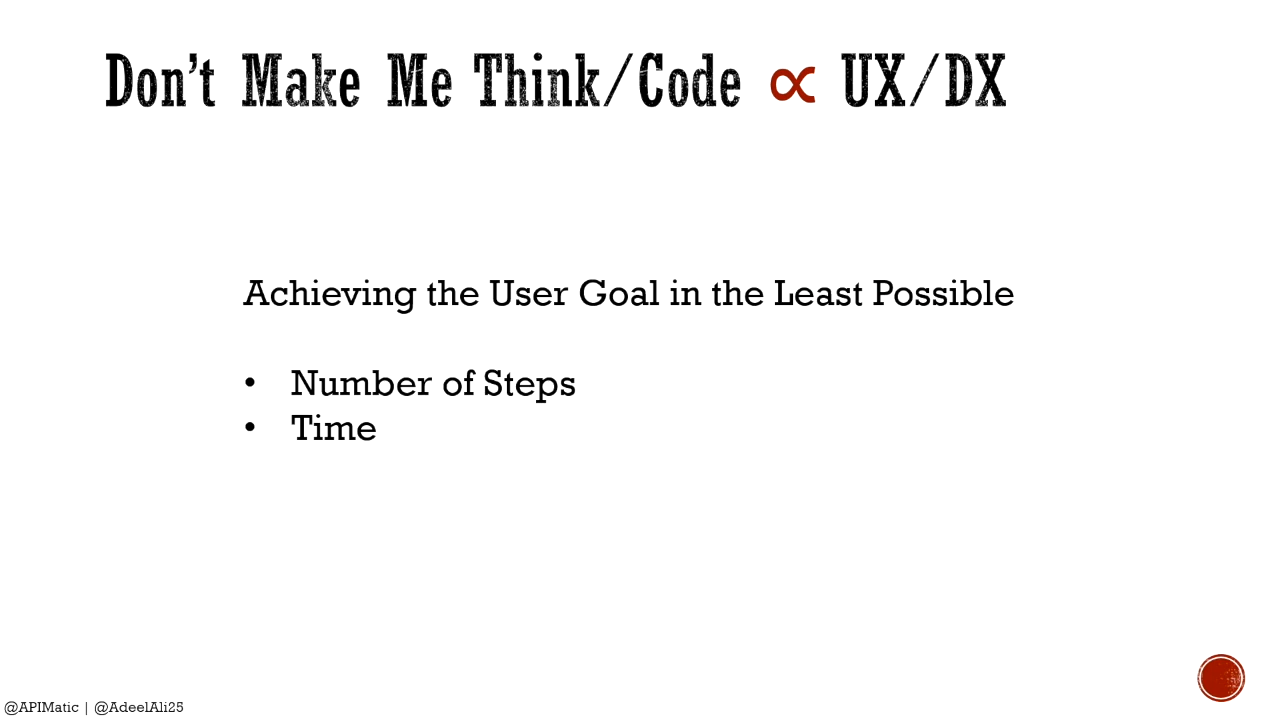 Don’t Make Me Think/Code ∝ UX/DX
Achieving the User Goal in the Least Possible
• Number of Steps
• Time
@APIMatic | @AdeelAli25